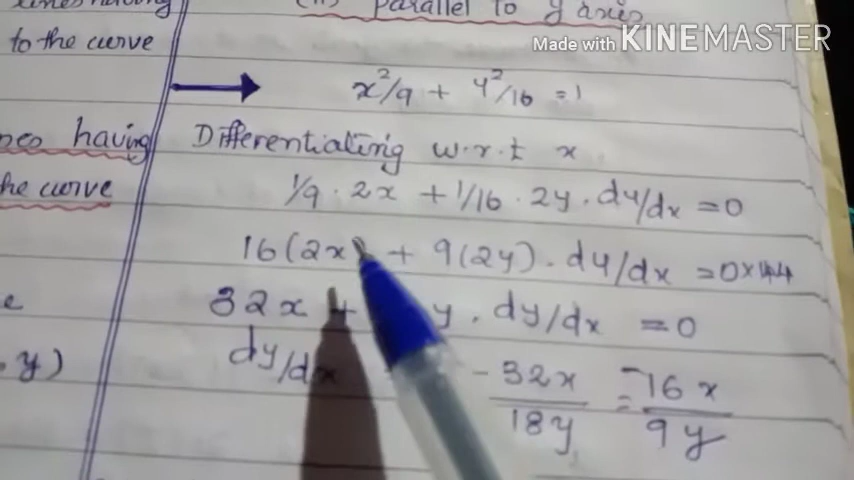 (ii) parallel to y axis
to the curve
Made with KINEMASTER
x²/9 + y²/16 = 1
having Differentiating w.r.t x
the curve 1/9 . 2x + 1/16 . 2y . dy/dx = 0
16(2x) + 9(2y) . dy/dx = 0x144
32x + y . dy/dx = 0
, y) dy/dx -32x/18y = -16x/9y